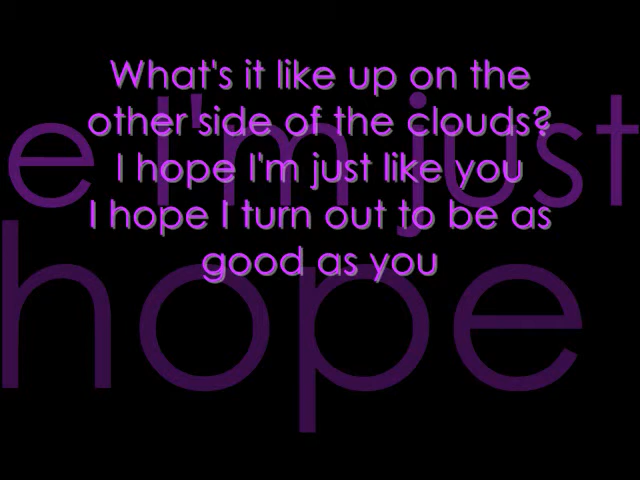 What's it like up on the
other side of the clouds?
I hope I'm just like you
I hope I turn out to be as
good as you
e I'm just
hope